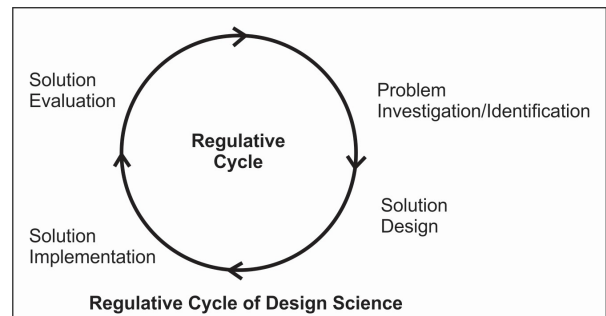 Solution
Evaluation
Problem
Investigation/Identification
Regulative
Cycle
Solution
Design
Solution
Implementation
Regulative Cycle of Design Science